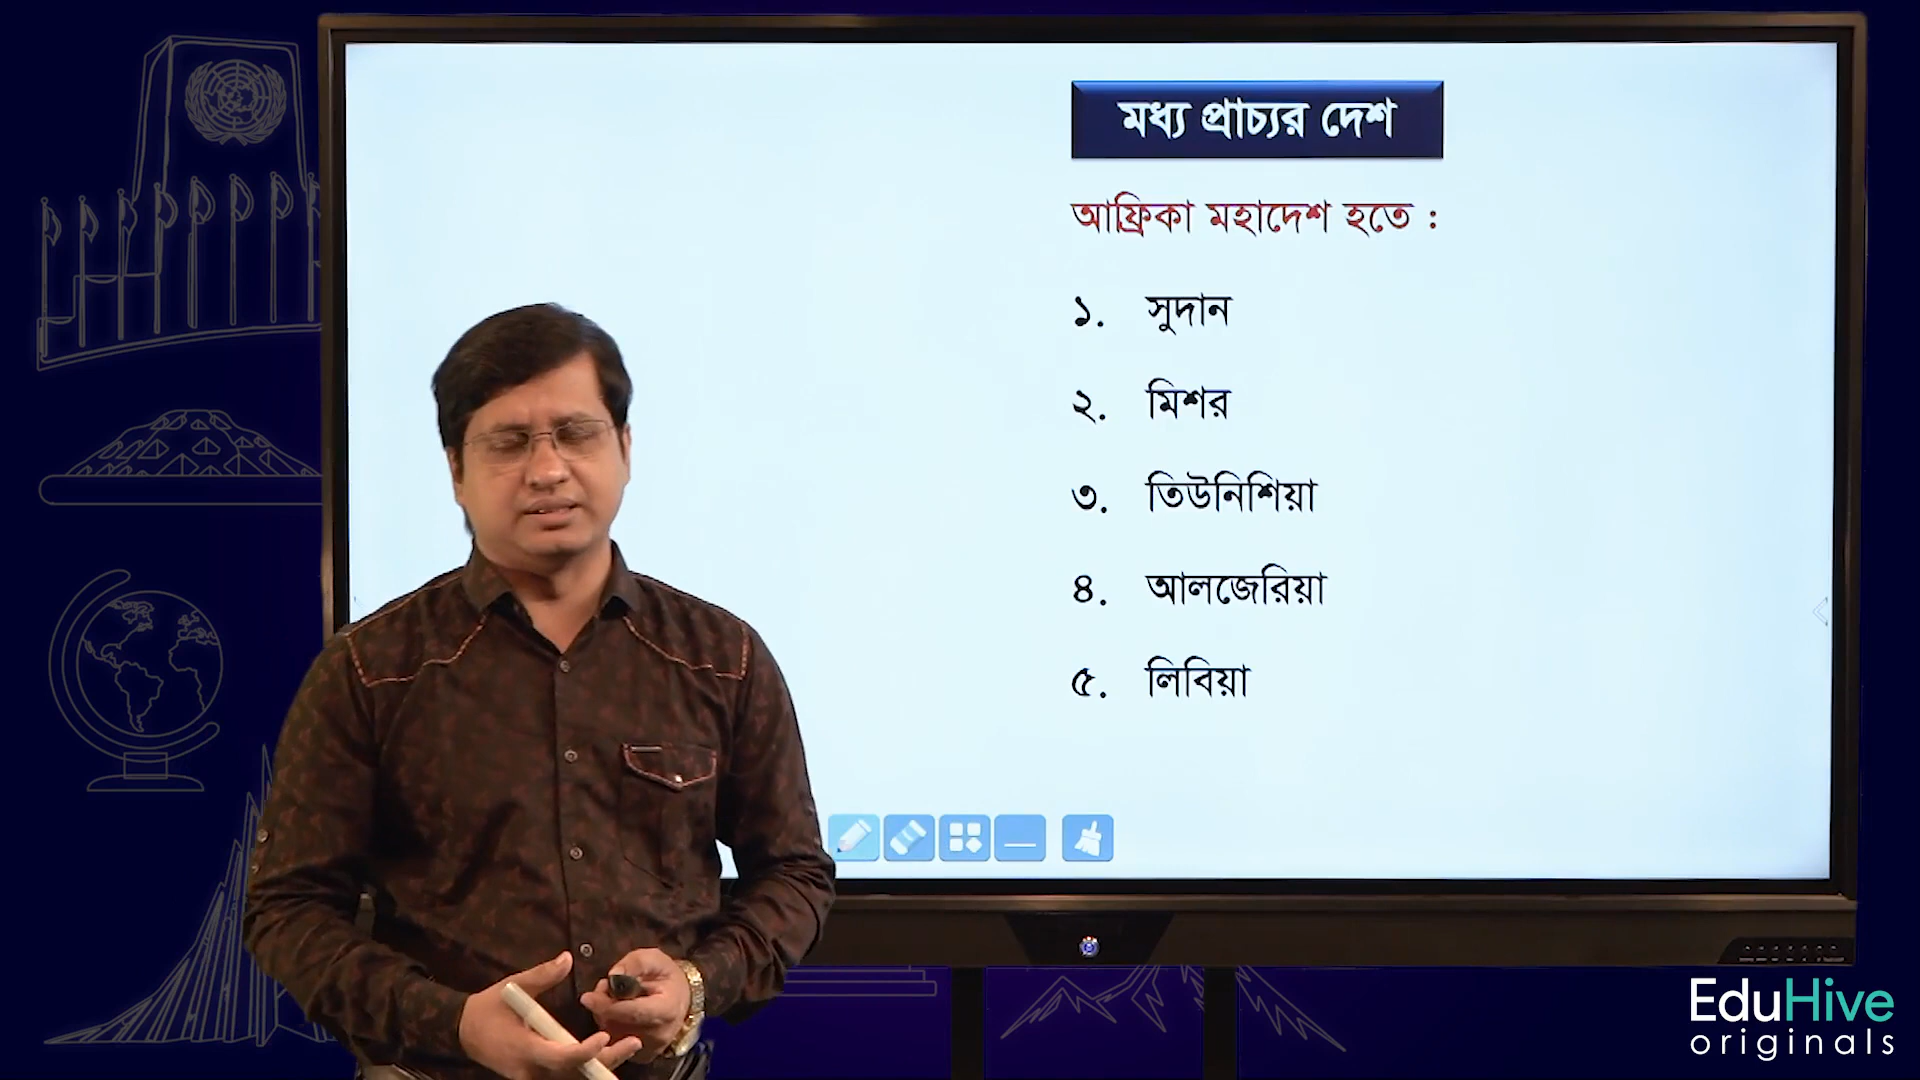 মধ্য প্রাচ্যর দেশ
আফ্রিকা মহাদেশ হতে :
১. সুদান
২. মিশর
৩. তিউনিশিয়া
৪. আলজেরিয়া
৫. লিবিয়া
EduHive
originals